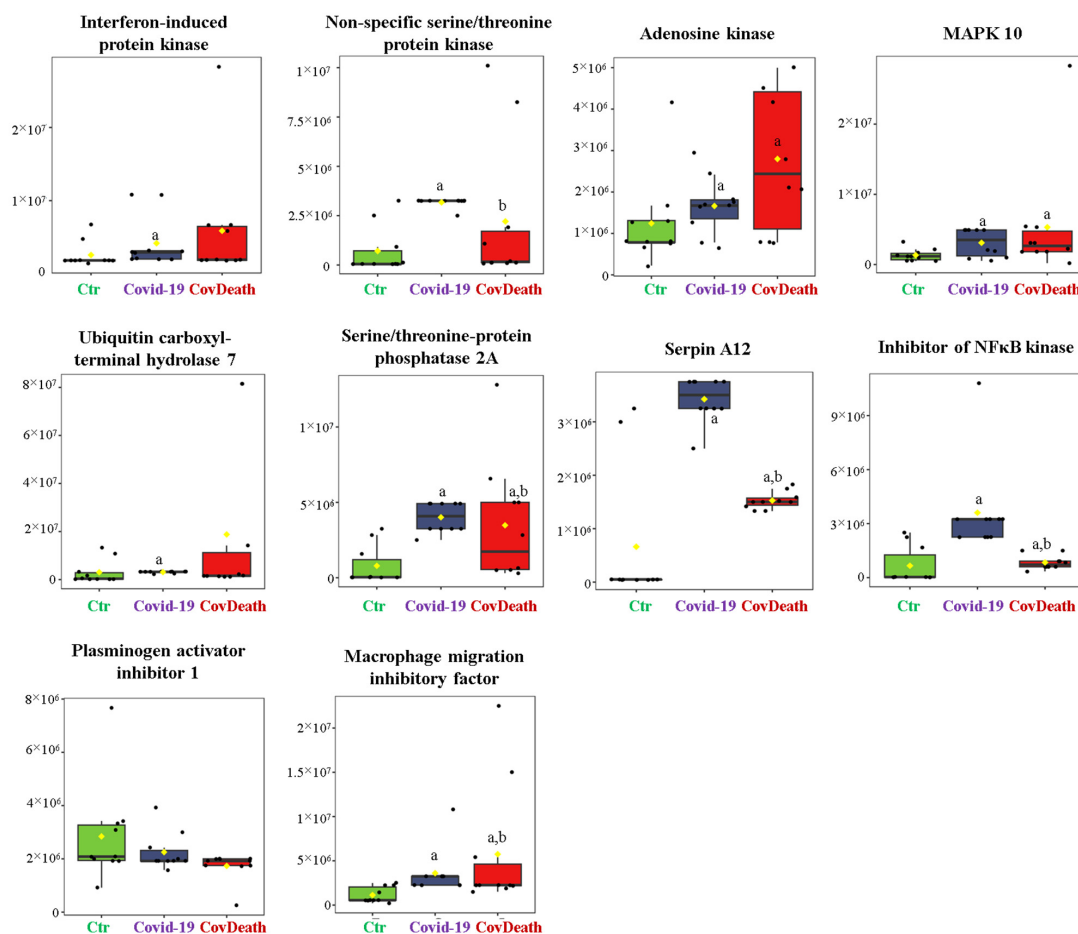 Interferon-induced
protein kinase
2×10⁷
1×10⁷
0
a
Ctr Covid-19 CovDeath
Non-specific serine/threonine
protein kinase
1×10⁷
7.5×10⁶
5×10⁶
2.5×10⁶
0
a
b
Ctr Covid-19 CovDeath
Adenosine kinase
5×10⁶
4×10⁶
3×10⁶
2×10⁶
1×10⁶
0
a
a
Ctr Covid-19 CovDeath
MAPK 10
2×10⁷
1×10⁷
0
a
a
Ctr Covid-19 CovDeath
Ubiquitin carboxyl-
terminal hydrolase 7
8×10⁷
6×10⁷
4×10⁷
2×10⁷
0
a
Ctr Covid-19 CovDeath
Serine/threonine-protein
phosphatase 2A
1×10⁷
5×10⁶
0
a
a,b
Ctr Covid-19 CovDeath
Serpin A12
3×10⁶
2×10⁶
1×10⁶
0
a
a,b
Ctr Covid-19 CovDeath
Inhibitor of NFκB kinase
9×10⁶
6×10⁶
3×10⁶
0
a
a,b
Ctr Covid-19 CovDeath
Plasminogen activator
inhibitor 1
8×10⁶
6×10⁶
4×10⁶
2×10⁶
0
Ctr Covid-19 CovDeath
Macrophage migration
inhibitory factor
2×10⁷
1.5×10⁷
1×10⁷
5×10⁶
0
a
a,b
Ctr Covid-19 CovDeath